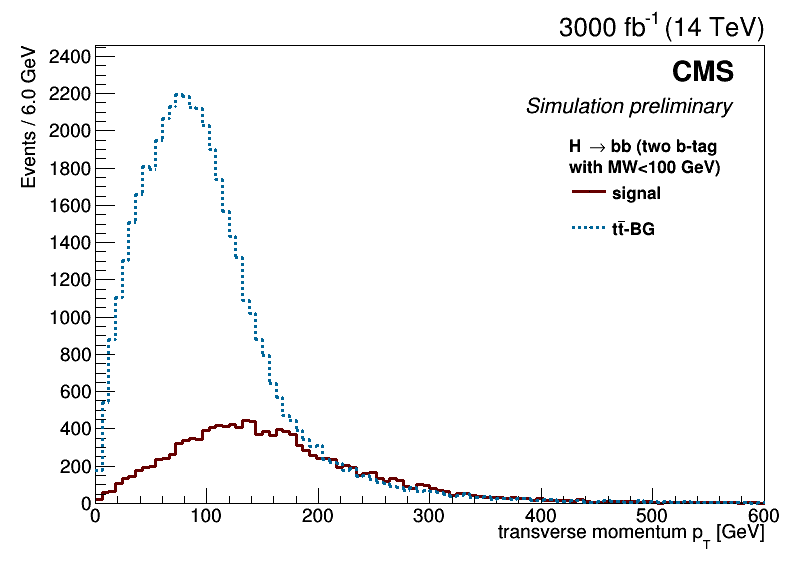 3000 fb⁻¹ (14 TeV)
CMS
Simulation preliminary
H → bb (two b-tag
with MW<100 GeV)
signal
tt̄-BG
Events / 6.0 GeV
2400
2200
2000
1800
1600
1400
1200
1000
800
600
400
200
0
0 100 200 300 400 500 600
transverse momentum p_T [GeV]